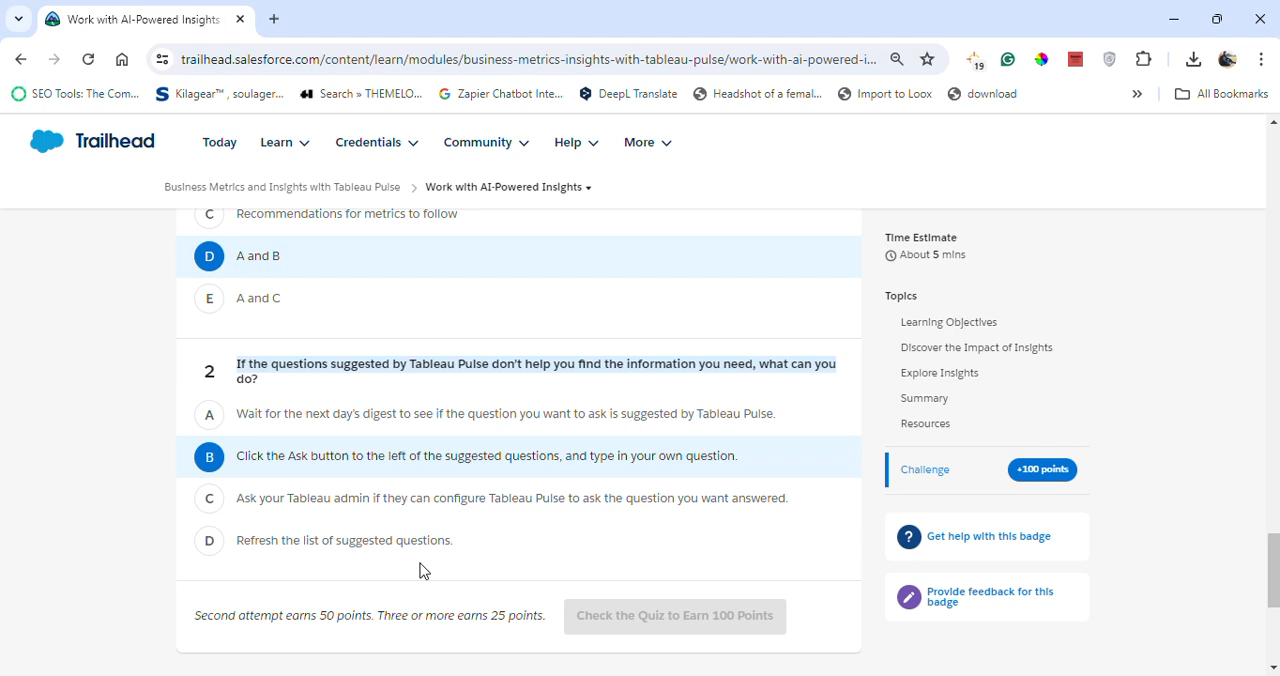 Work with AI-Powered Insights
trailhead.salesforce.com/content/learn/modules/business-metrics-insights-with-tableau-pulse/work-with-ai-powered-i...
19
SEO Tools: The Com...
Kilagear™ , soulager...
Search » THEMELO...
Zapier Chatbot Inte...
DeepL Translate
Headshot of a femal...
Import to Loox
download
»
All Bookmarks
Trailhead
Today
Learn
Credentials
Community
Help
More
Business Metrics and Insights with Tableau Pulse
Work with AI-Powered Insights
C Recommendations for metrics to follow
D A and B
E A and C
2 If the questions suggested by Tableau Pulse don't help you find the information you need, what can you
do?
A Wait for the next day's digest to see if the question you want to ask is suggested by Tableau Pulse.
B Click the Ask button to the left of the suggested questions, and type in your own question.
C Ask your Tableau admin if they can configure Tableau Pulse to ask the question you want answered.
D Refresh the list of suggested questions.
Second attempt earns 50 points. Three or more earns 25 points.
Check the Quiz to Earn 100 Points
Time Estimate
About 5 mins
Topics
Learning Objectives
Discover the Impact of Insights
Explore Insights
Summary
Resources
Challenge
+100 points
? Get help with this badge
Provide feedback for this
badge